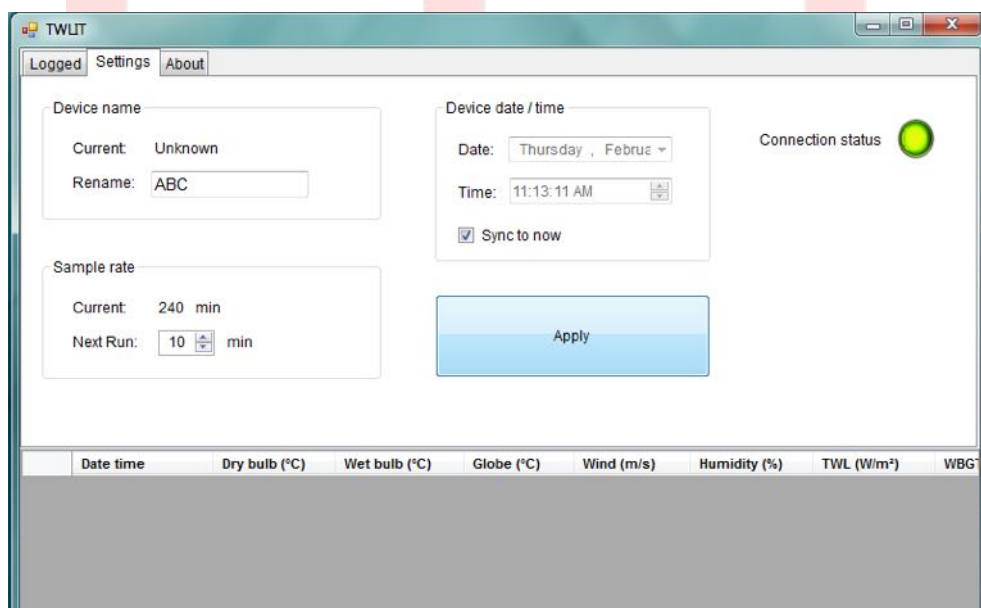 TWLIT
Logged Settings About
Device name
Current: Unknown
Rename: ABC
Device date / time
Date: Thursday , Februa
Time: 11:13:11 AM
Sync to now
Connection status
Sample rate
Current: 240 min
Next Run: 10 min
Apply
Date time Dry bulb (°C) Wet bulb (°C) Globe (°C) Wind (m/s) Humidity (%) TWL (W/m²) WBGT